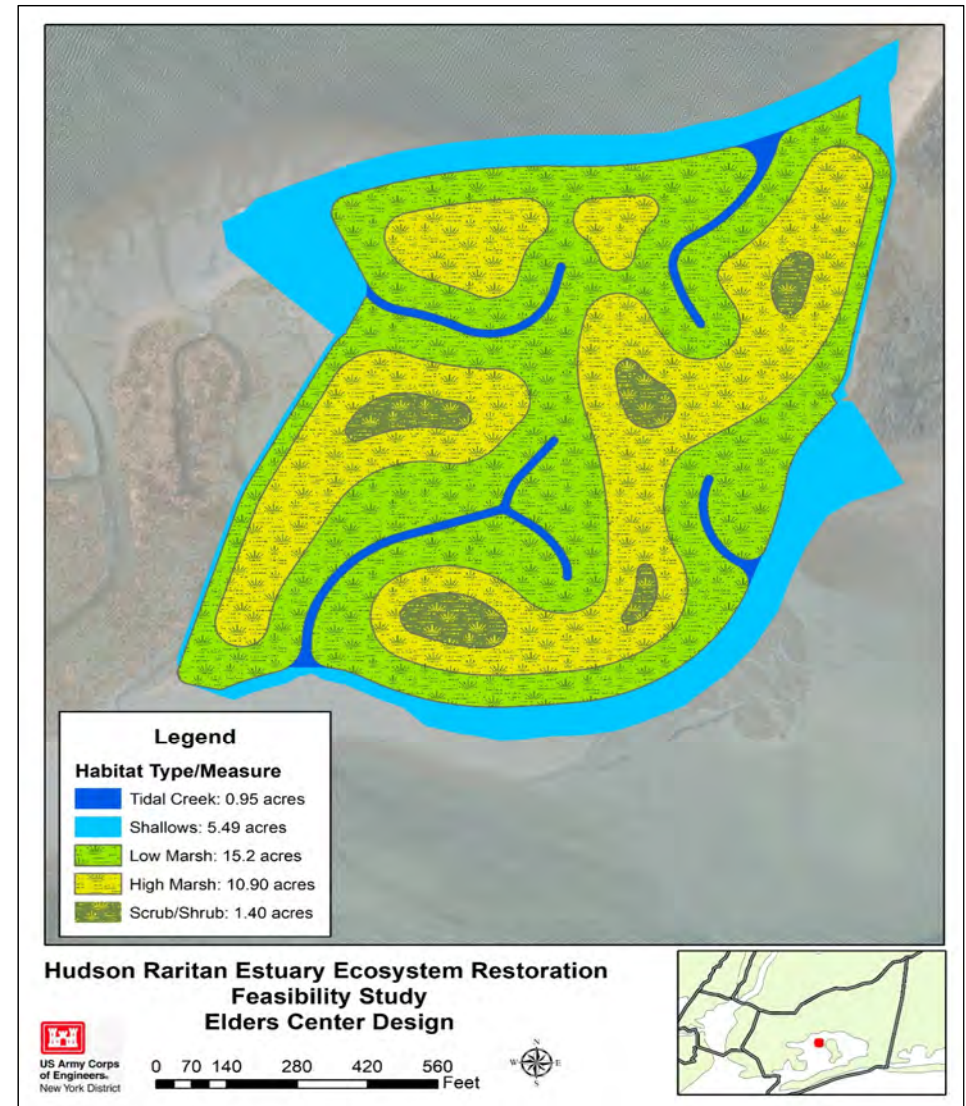 Legend
Habitat Type/Measure
Tidal Creek: 0.95 acres
Shallows: 5.49 acres
Low Marsh: 15.2 acres
High Marsh: 10.90 acres
Scrub/Shrub: 1.40 acres
Hudson Raritan Estuary Ecosystem Restoration
Feasibility Study
Elders Center Design
US Army Corps
of Engineers®
New York District
0 70 140 280 420 560
Feet
N
W E
S